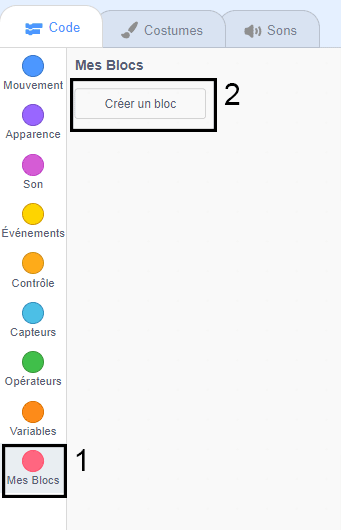 Code
Costumes
Sons
Mouvement
Apparence
Son
Événements
Contrôle
Capteurs
Opérateurs
Variables
Mes Blocs
1
Mes Blocs
Créer un bloc
2